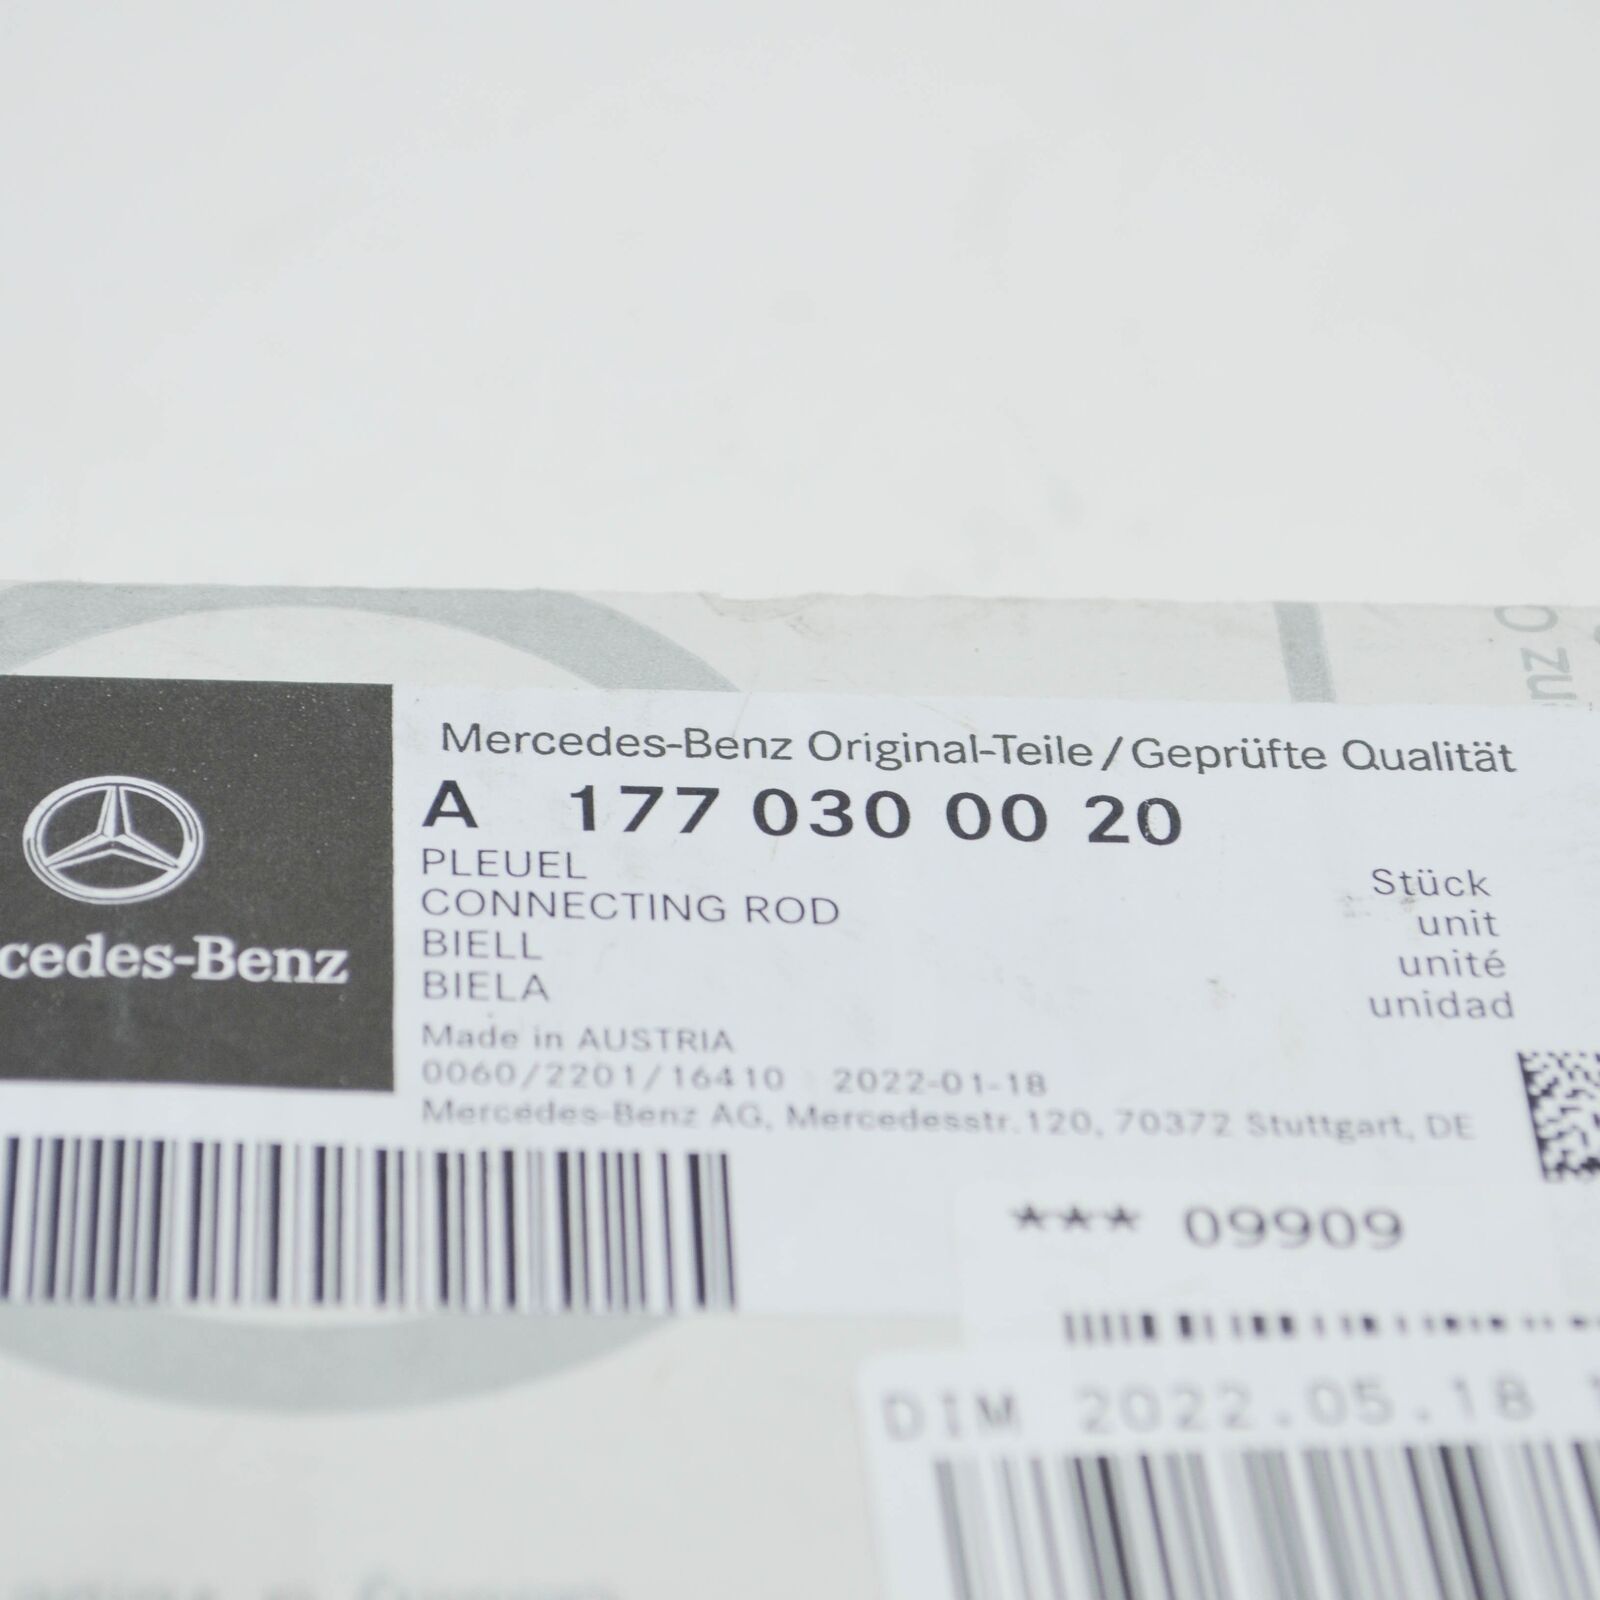 Mercedes-Benz Original-Teile / Geprüfte Qualität
A 177 030 00 20
PLEUEL
CONNECTING ROD
BIELL
BIELA
Stück
unit
unité
unidad
Made in AUSTRIA
0060/2201/16410 2022-01-18
Mercedes-Benz AG, Mercedesstr. 120, 70372 Stuttgart, DE
cedes-Benz
*** 09909
DIM 2022.05.18